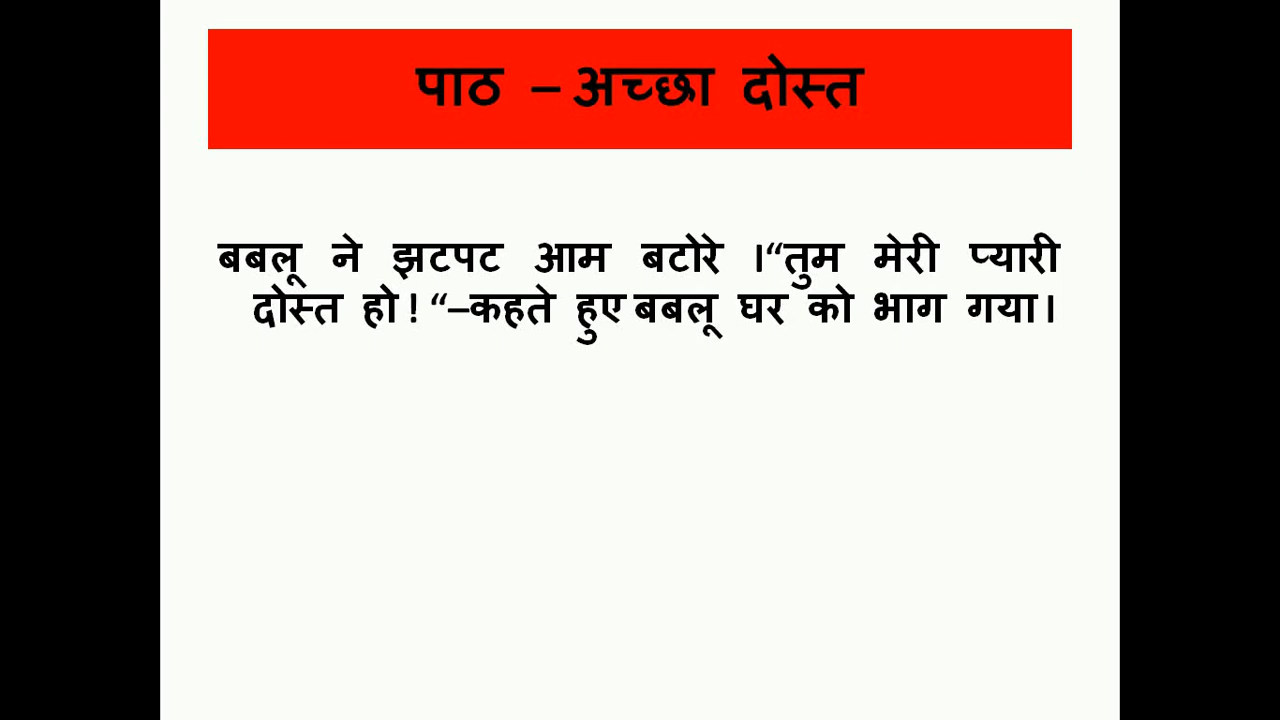 पाठ – अच्छा दोस्त
बबलू ने झटपट आम बटोरे ।“तुम मेरी प्यारी
दोस्त हो ! “–कहते हुए बबलू घर को भाग गया।